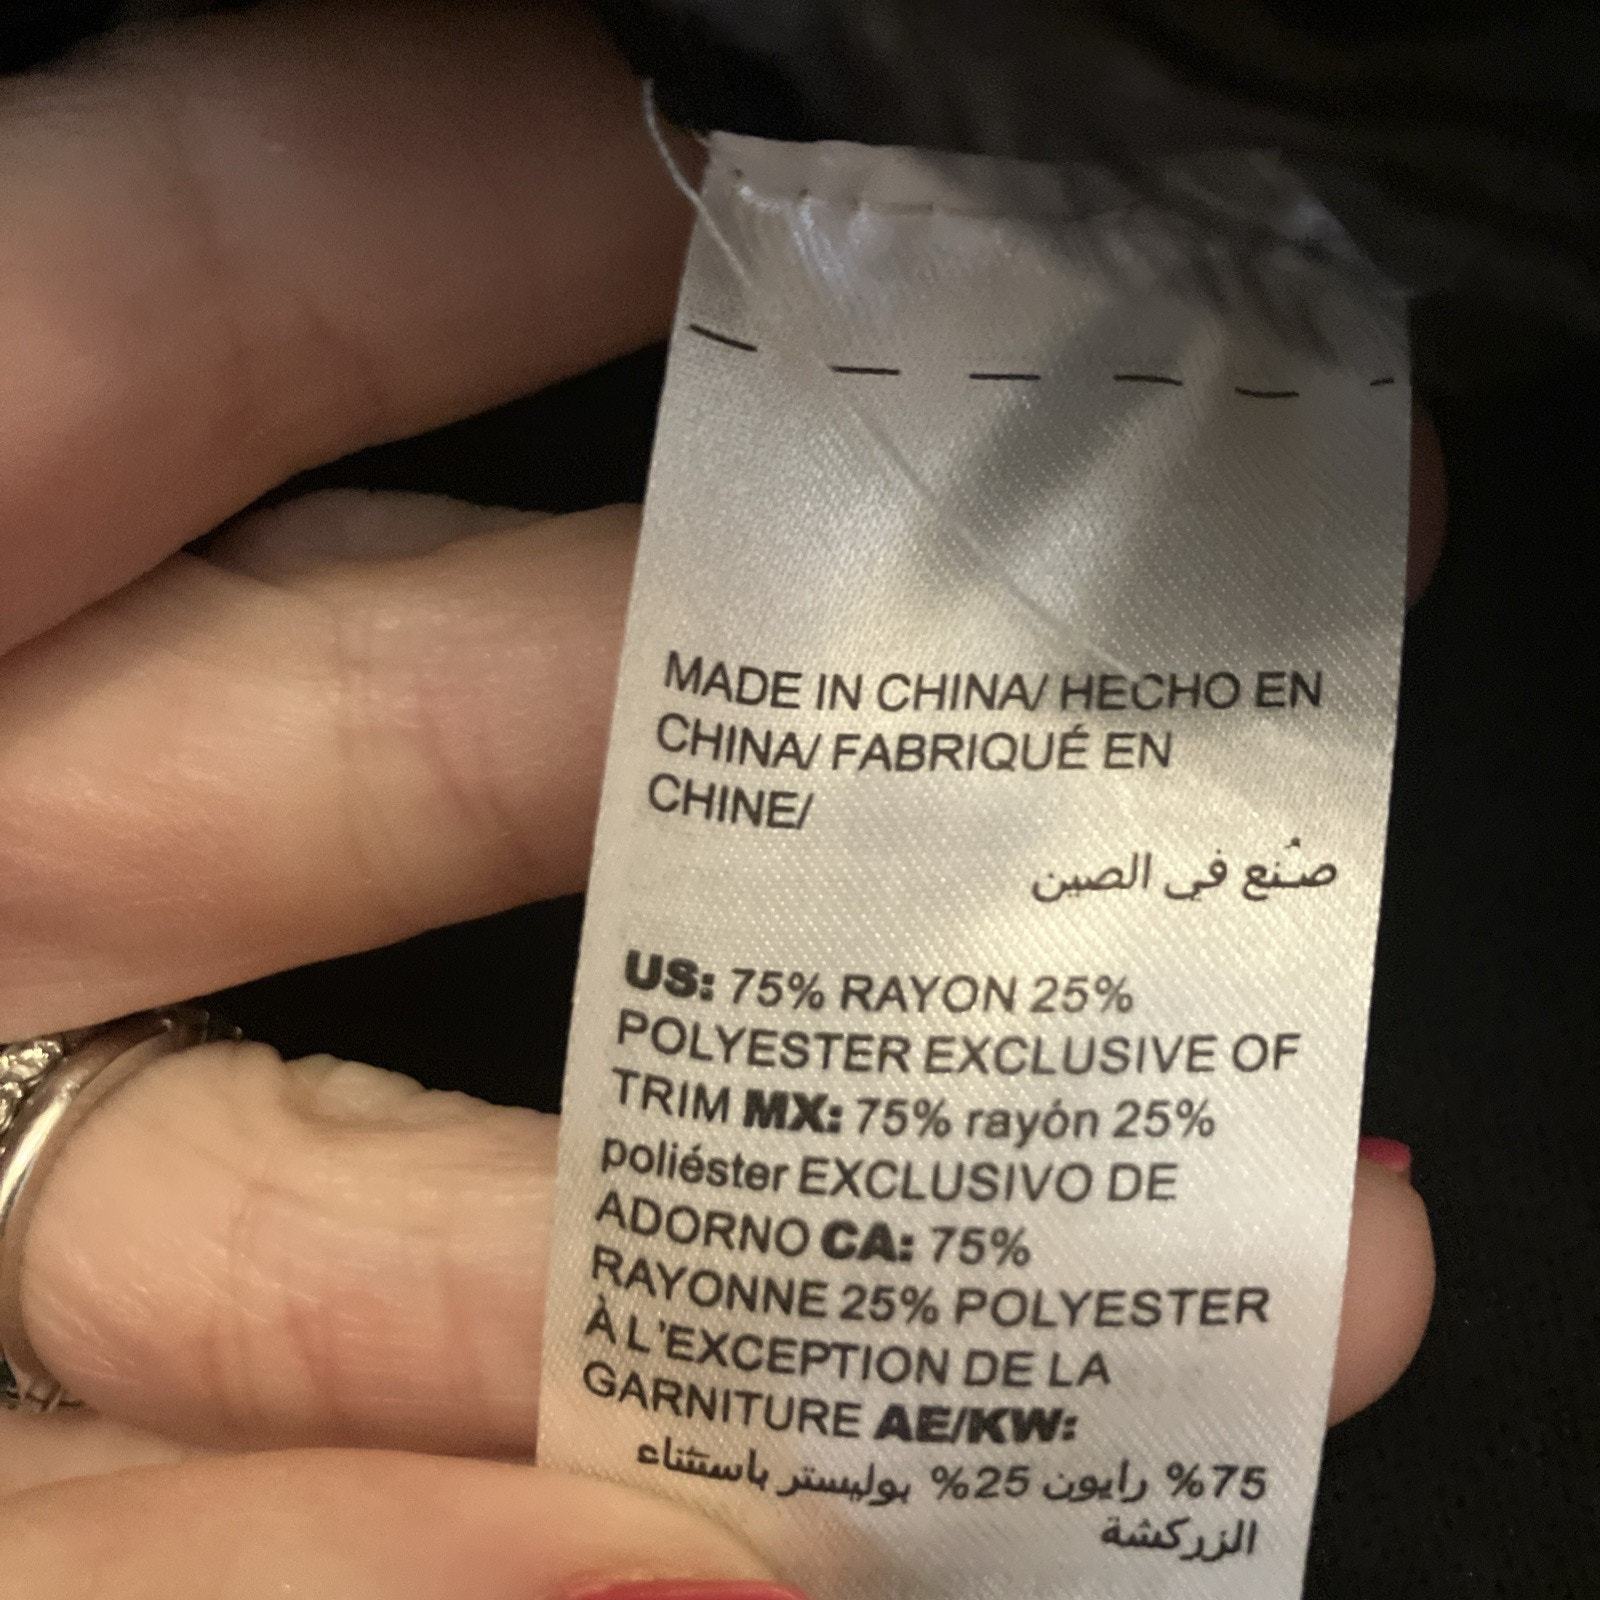 MADE IN CHINA/ HECHO EN
CHINA/ FABRIQUÉ EN
CHINE/
صُنع في الصين
US: 75% RAYON 25%
POLYESTER EXCLUSIVE OF
TRIM MX: 75% rayón 25%
poliéster EXCLUSIVO DE
ADORNO CA: 75%
RAYONNE 25% POLYESTER
À L'EXCEPTION DE LA
GARNITURE AE/KW:
75% رايون 25% بوليستر باستثناء
الزركشة